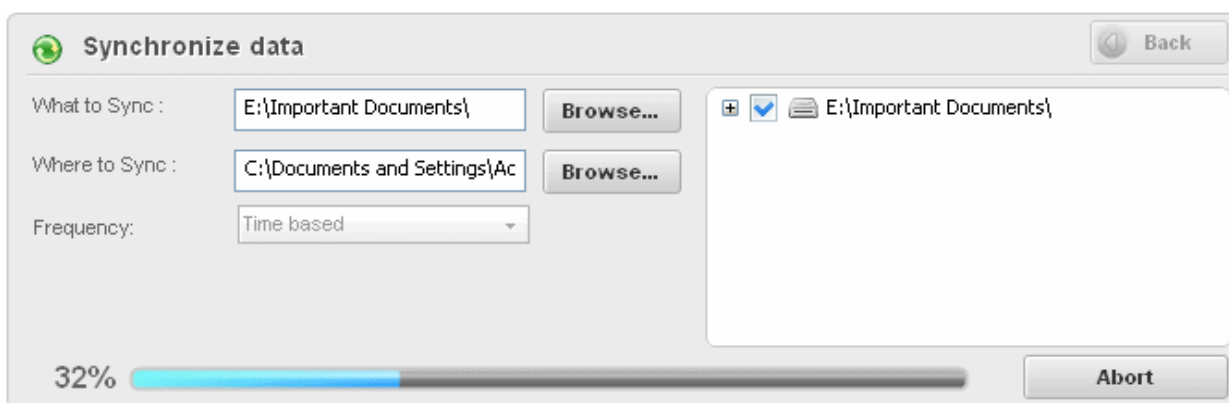 Synchronize data
Back
What to Sync :
E:\Important Documents\
Browse...
E:\Important Documents\
Where to Sync :
C:\Documents and Settings\Ac
Browse...
Frequency:
Time based
32%
Abort